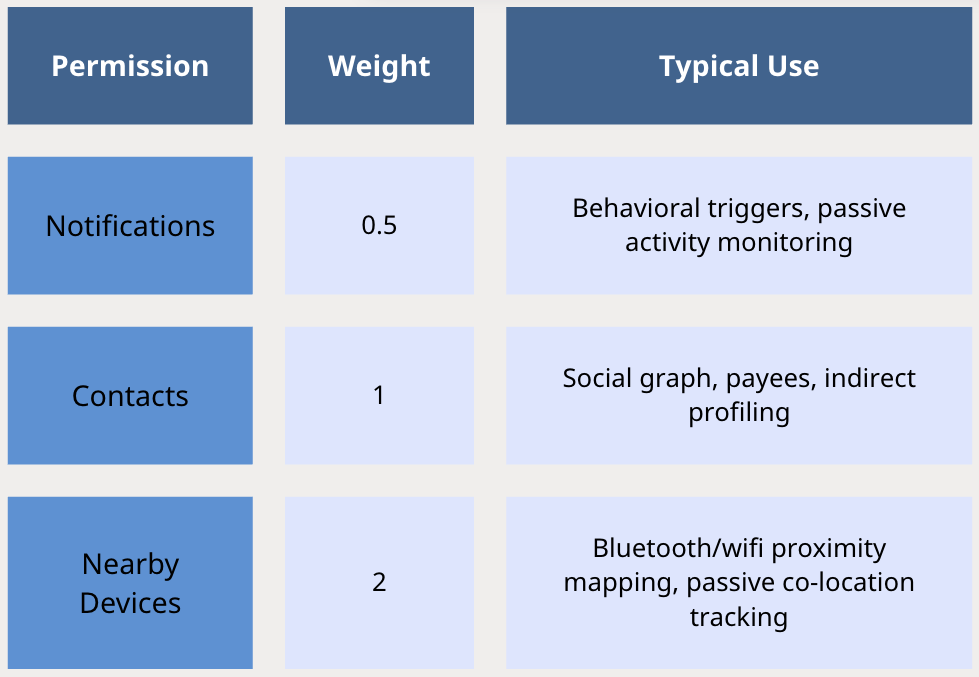 Permission Weight Typical Use
Notifications 0.5 Behavioral triggers, passive
activity monitoring
Contacts 1 Social graph, payees, indirect
profiling
Nearby
Devices
2
Bluetooth/wifi proximity
mapping, passive co-location
tracking